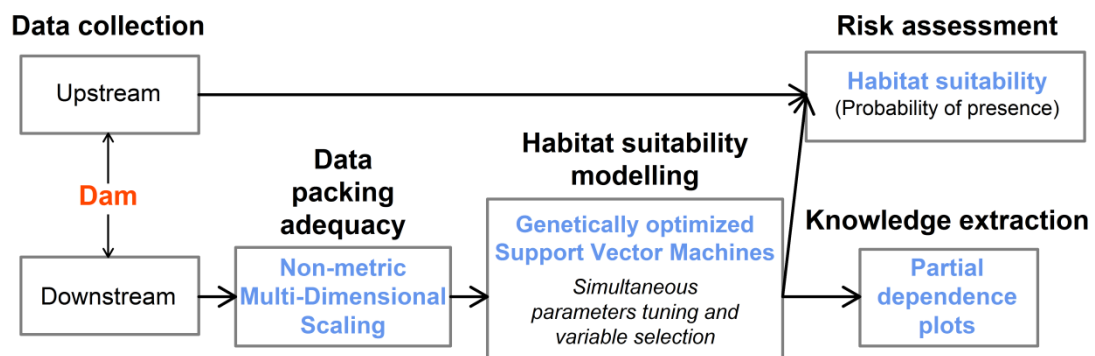 Data collection
Upstream
Dam
Downstream
Data
packing
adequacy
Non-metric
Multi-Dimensional
Scaling
Habitat suitability
modelling
Genetically optimized
Support Vector Machines
Simultaneous
parameters tuning and
variable selection
Risk assessment
Habitat suitability
(Probability of presence)
Knowledge extraction
Partial
dependence
plots